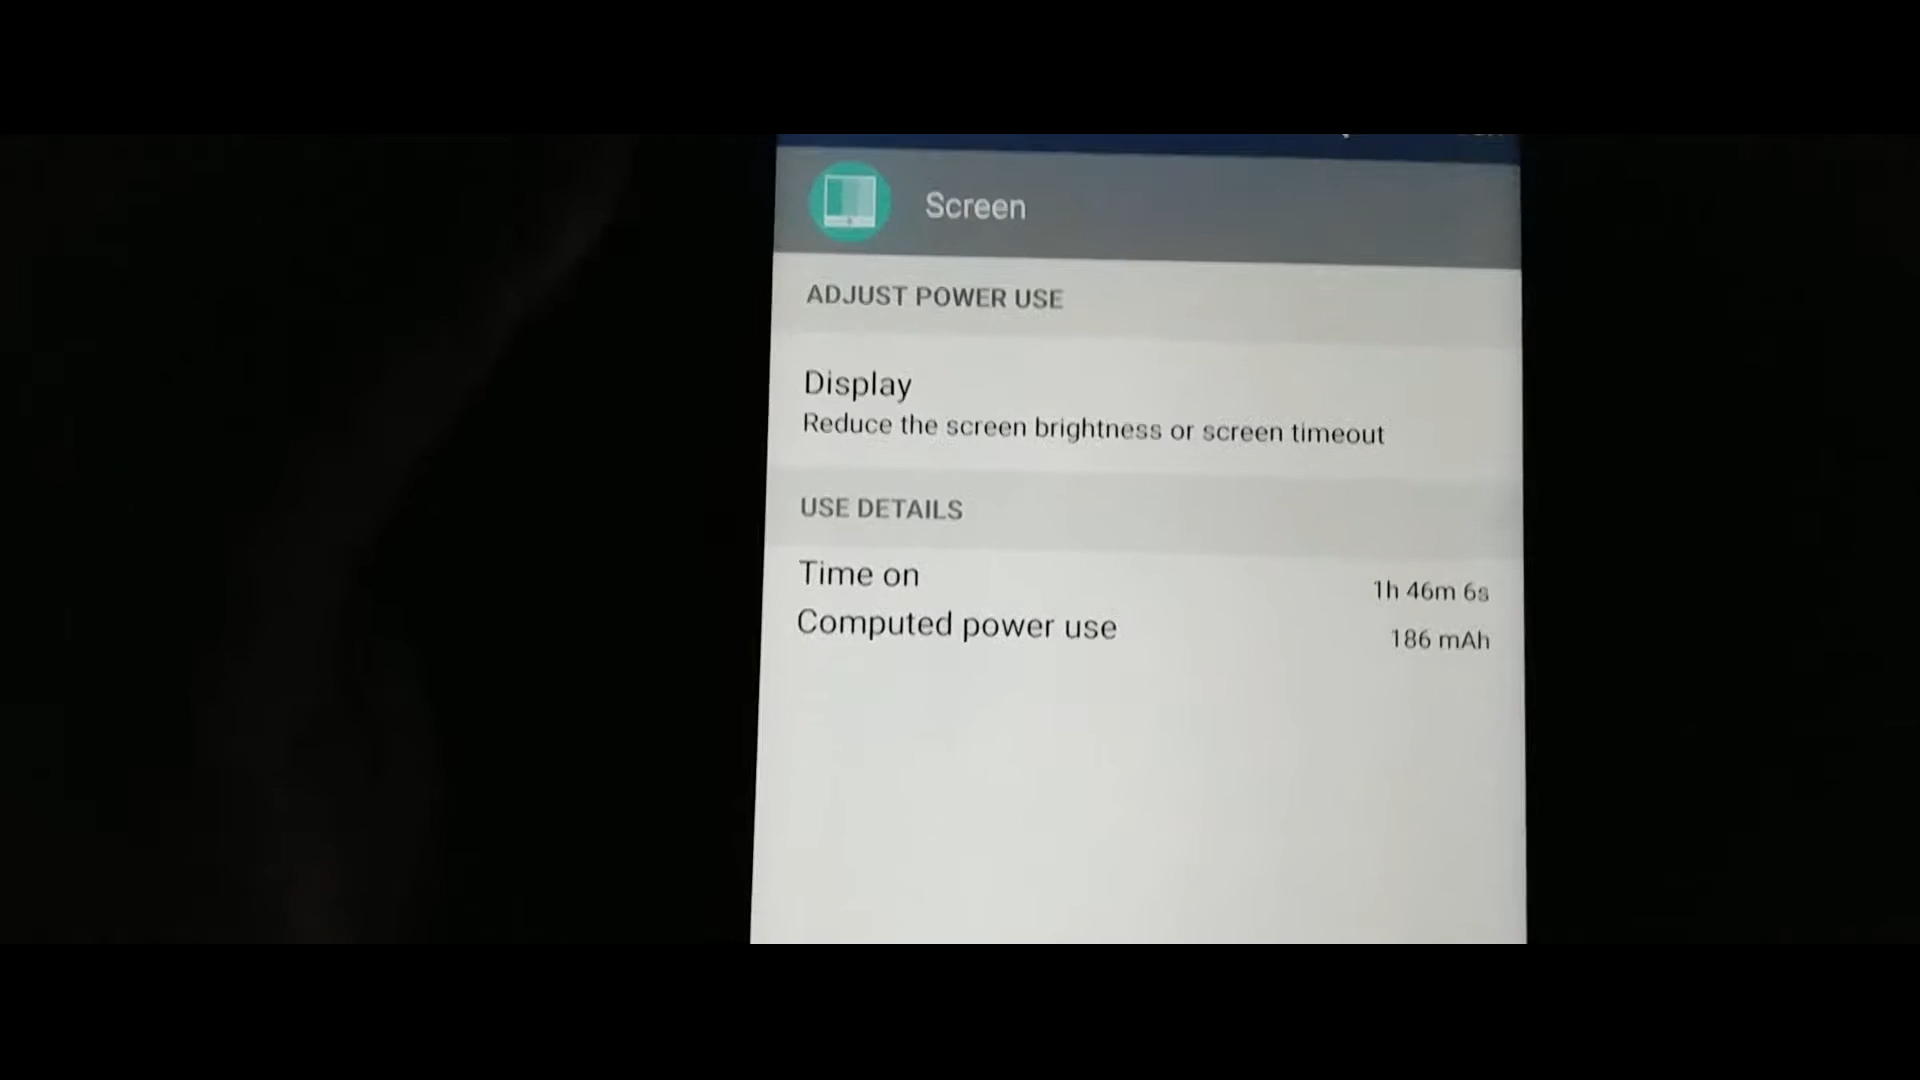 Screen
ADJUST POWER USE
Display
Reduce the screen brightness or screen timeout
USE DETAILS
Time on 1h 46m 6s
Computed power use 186 mAh